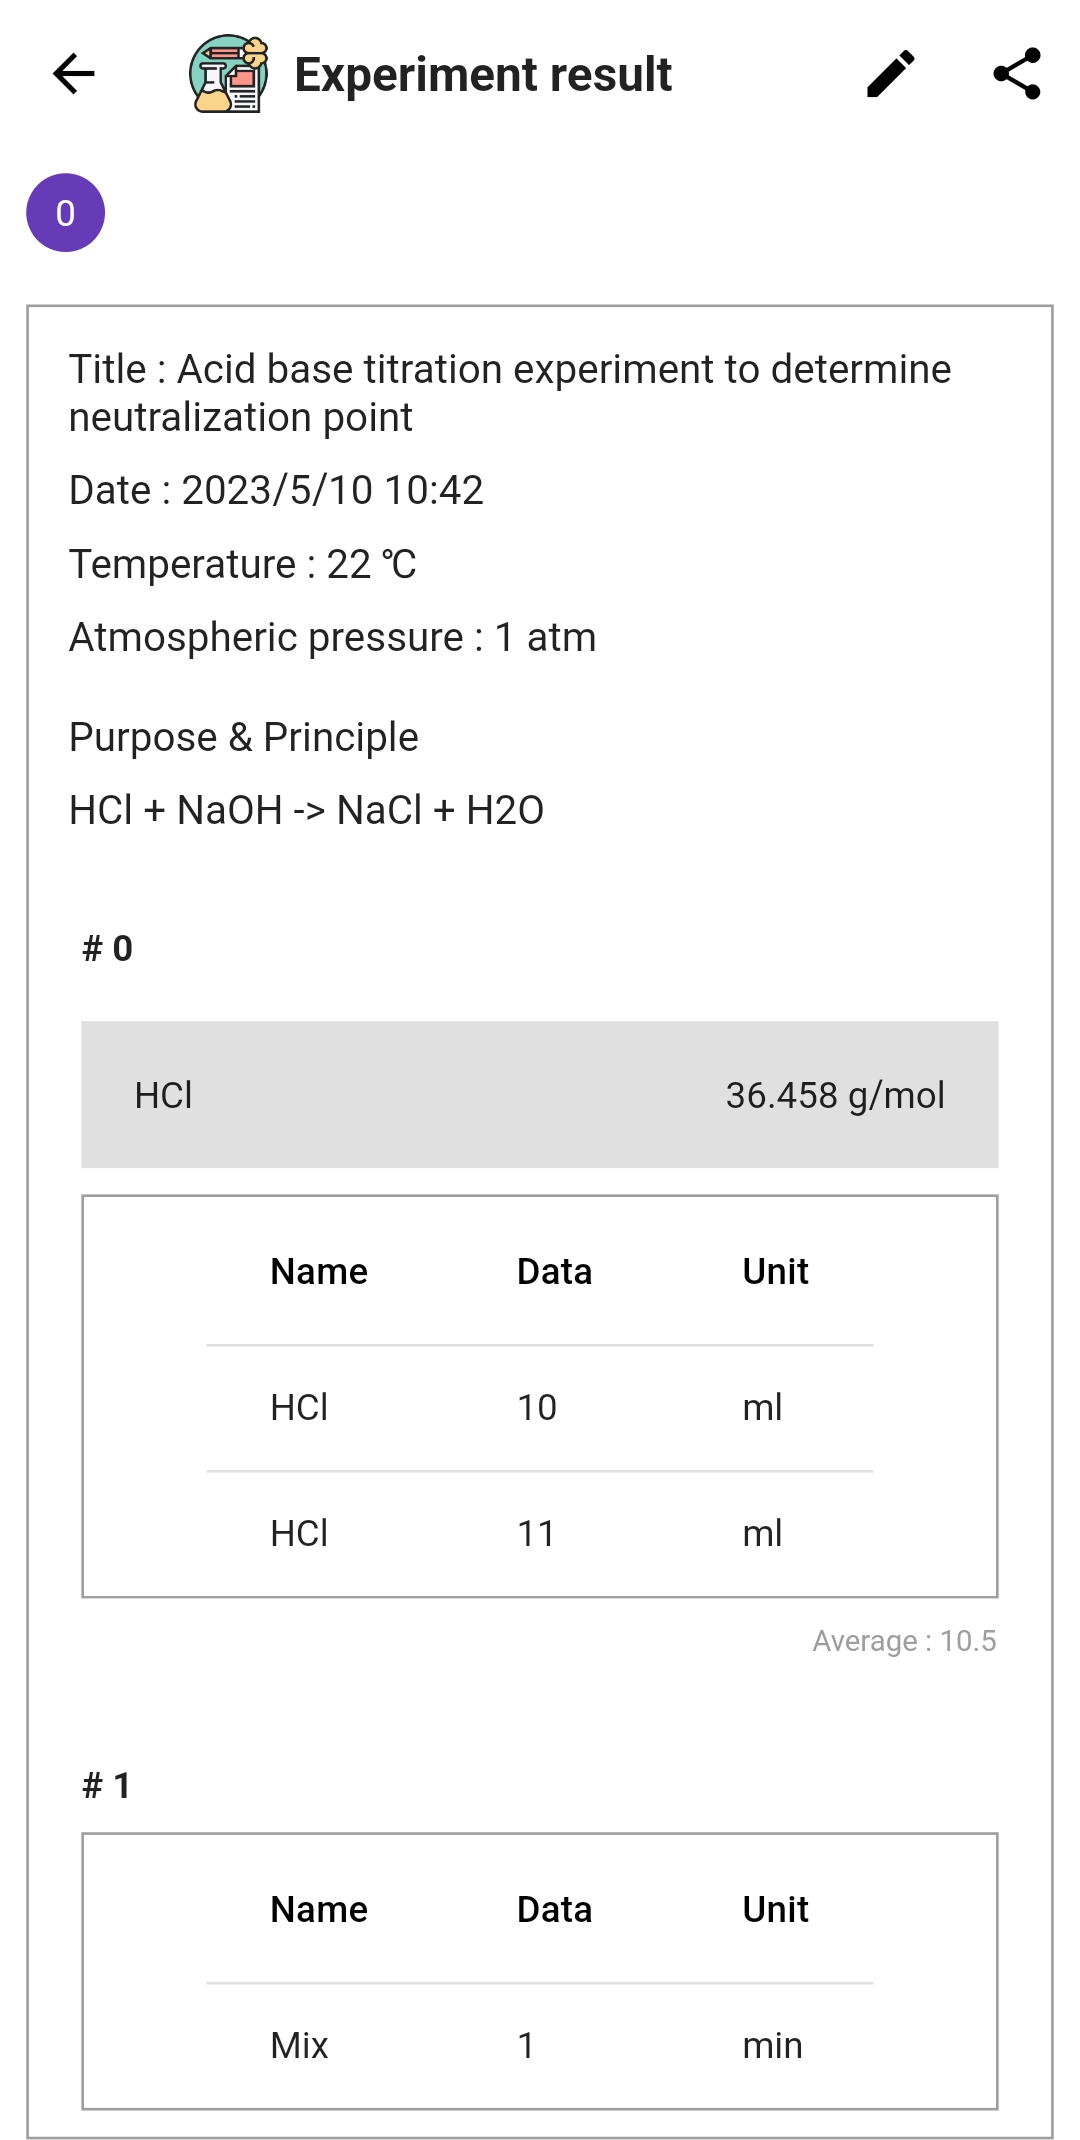 Experiment result
0
Title : Acid base titration experiment to determine
neutralization point
Date : 2023/5/10 10:42
Temperature : 22 ℃
Atmospheric pressure : 1 atm
Purpose & Principle
HCl + NaOH -> NaCl + H2O
# 0
HCl 36.458 g/mol
Name Data Unit
HCl 10 ml
HCl 11 ml
Average : 10.5
# 1
Name Data Unit
Mix 1 min